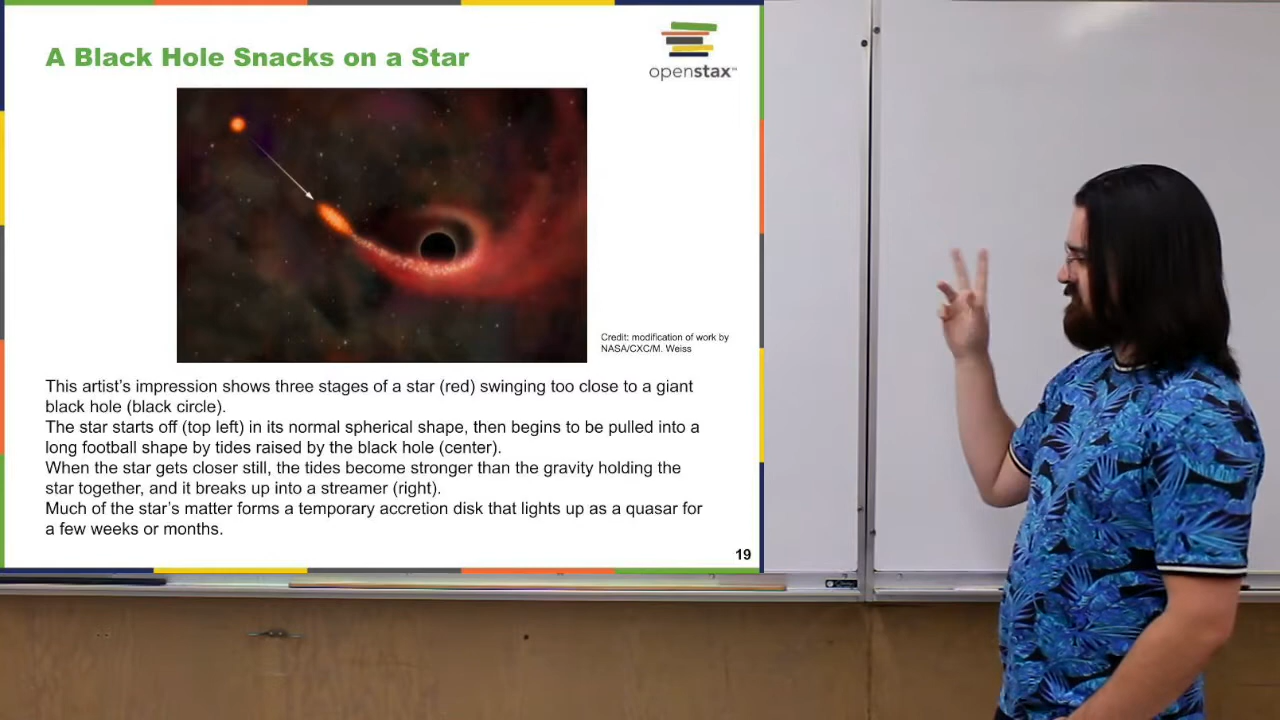 A Black Hole Snacks on a Star
openstax™
Credit: modification of work by
NASA/CXC/M. Weiss
This artist’s impression shows three stages of a star (red) swinging too close to a giant
black hole (black circle).
The star starts off (top left) in its normal spherical shape, then begins to be pulled into a
long football shape by tides raised by the black hole (center).
When the star gets closer still, the tides become stronger than the gravity holding the
star together, and it breaks up into a streamer (right).
Much of the star’s matter forms a temporary accretion disk that lights up as a quasar for
a few weeks or months.
19